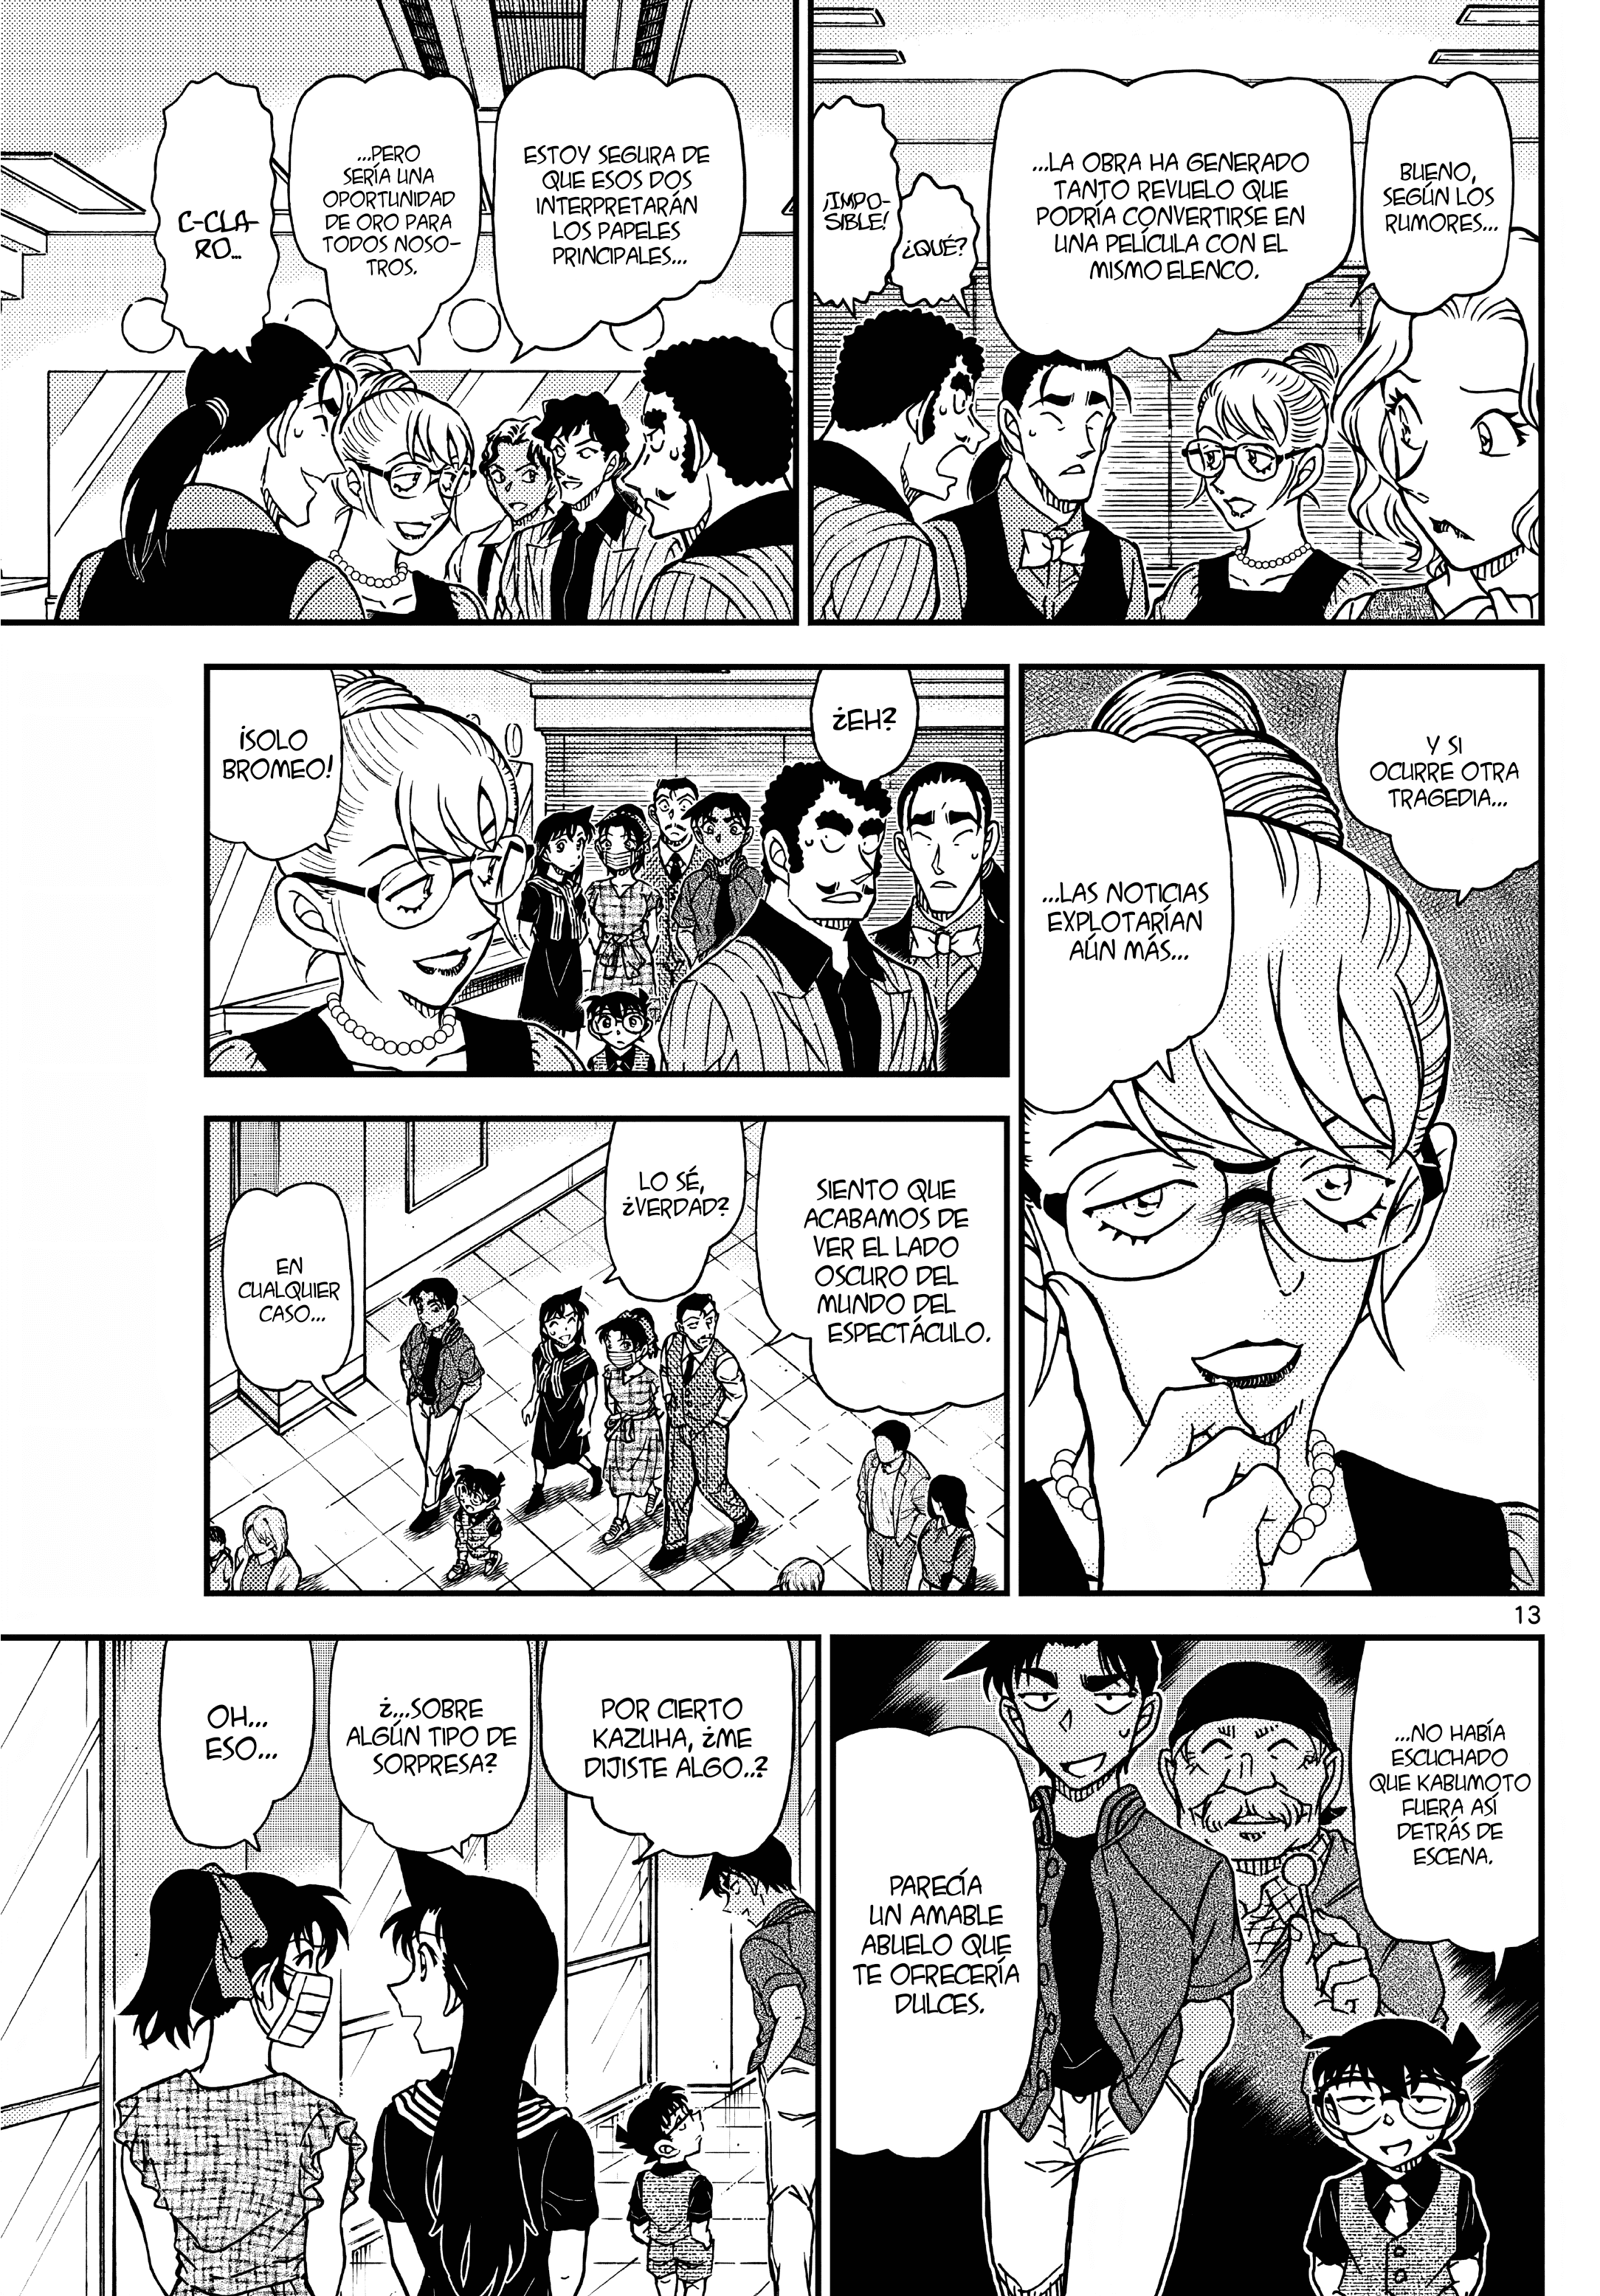 BUENO,
SEGÚN LOS
RUMORES...
...LA OBRA HA GENERADO
TANTO REVUELO QUE
PODRÍA CONVERTIRSE EN
UNA PELÍCULA CON EL
MISMO ELENCO.
¿QUÉ?
¡IMPO-
SIBLE!
ESTOY SEGURA DE
QUE ESOS DOS
INTERPRETARÁN
LOS PAPELES
PRINCIPALES...
...PERO
SERÍA UNA
OPORTUNIDAD
DE ORO PARA
TODOS NOSO-
TROS.
C-CLA-
RO...
Y SI
OCURRE OTRA
TRAGEDIA...
...LAS NOTICIAS
EXPLOTARÍAN
AÚN MÁS...
¿EH?
¡SOLO
BROMEO!
SIENTO QUE
ACABAMOS DE
VER EL LADO
OSCURO DEL
MUNDO DEL
ESPECTÁCULO.
LO SÉ,
¿VERDAD?
EN
CUALQUIER
CASO...
13
...NO HABÍA
ESCUCHADO
QUE KABUMOTO
FUERA ASÍ
DETRÁS DE
ESCENA.
PARECÍA
UN AMABLE
ABUELO QUE
TE OFRECERÍA
DULCES.
POR CIERTO
KAZUHA, ¿ME
DIJISTE ALGO..?
¿...SOBRE
ALGÚN TIPO DE
SORPRESA?
OH...
ESO...